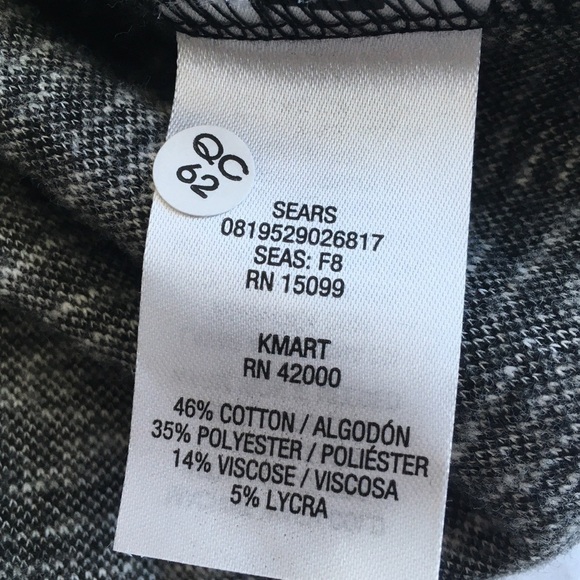 QC
62
SEARS
0819529026817
SEAS: F8
RN 15099
KMART
RN 42000
46% COTTON / ALGODÓN
35% POLYESTER / POLIÉSTER
14% VISCOSE / VISCOSA
5% LYCRA